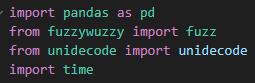 import pandas as pd
from fuzzywuzzy import fuzz
from unidecode import unidecode
import time